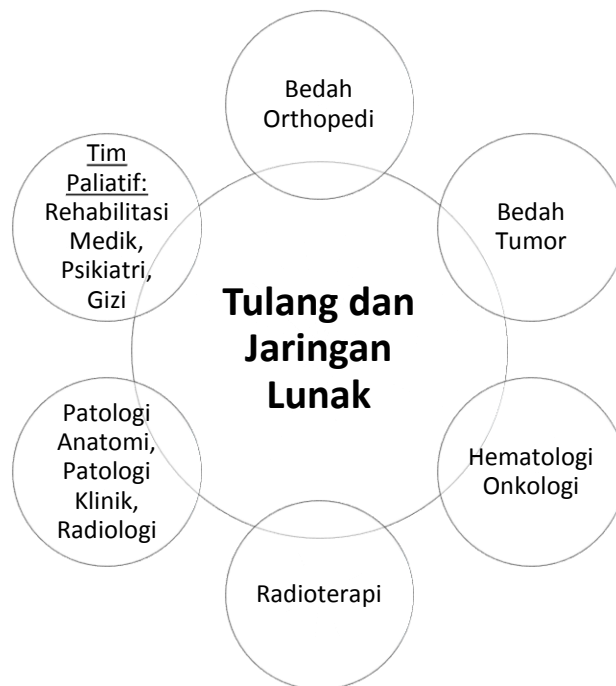 Bedah
Orthopedi
Tim
Paliatif:
Rehabilitasi
Medik,
Psikiatri,
Gizi
Bedah
Tumor
Tulang dan
Jaringan
Lunak
Patologi
Anatomi,
Patologi
Klinik,
Radiologi
Hematologi
Onkologi
Radioterapi